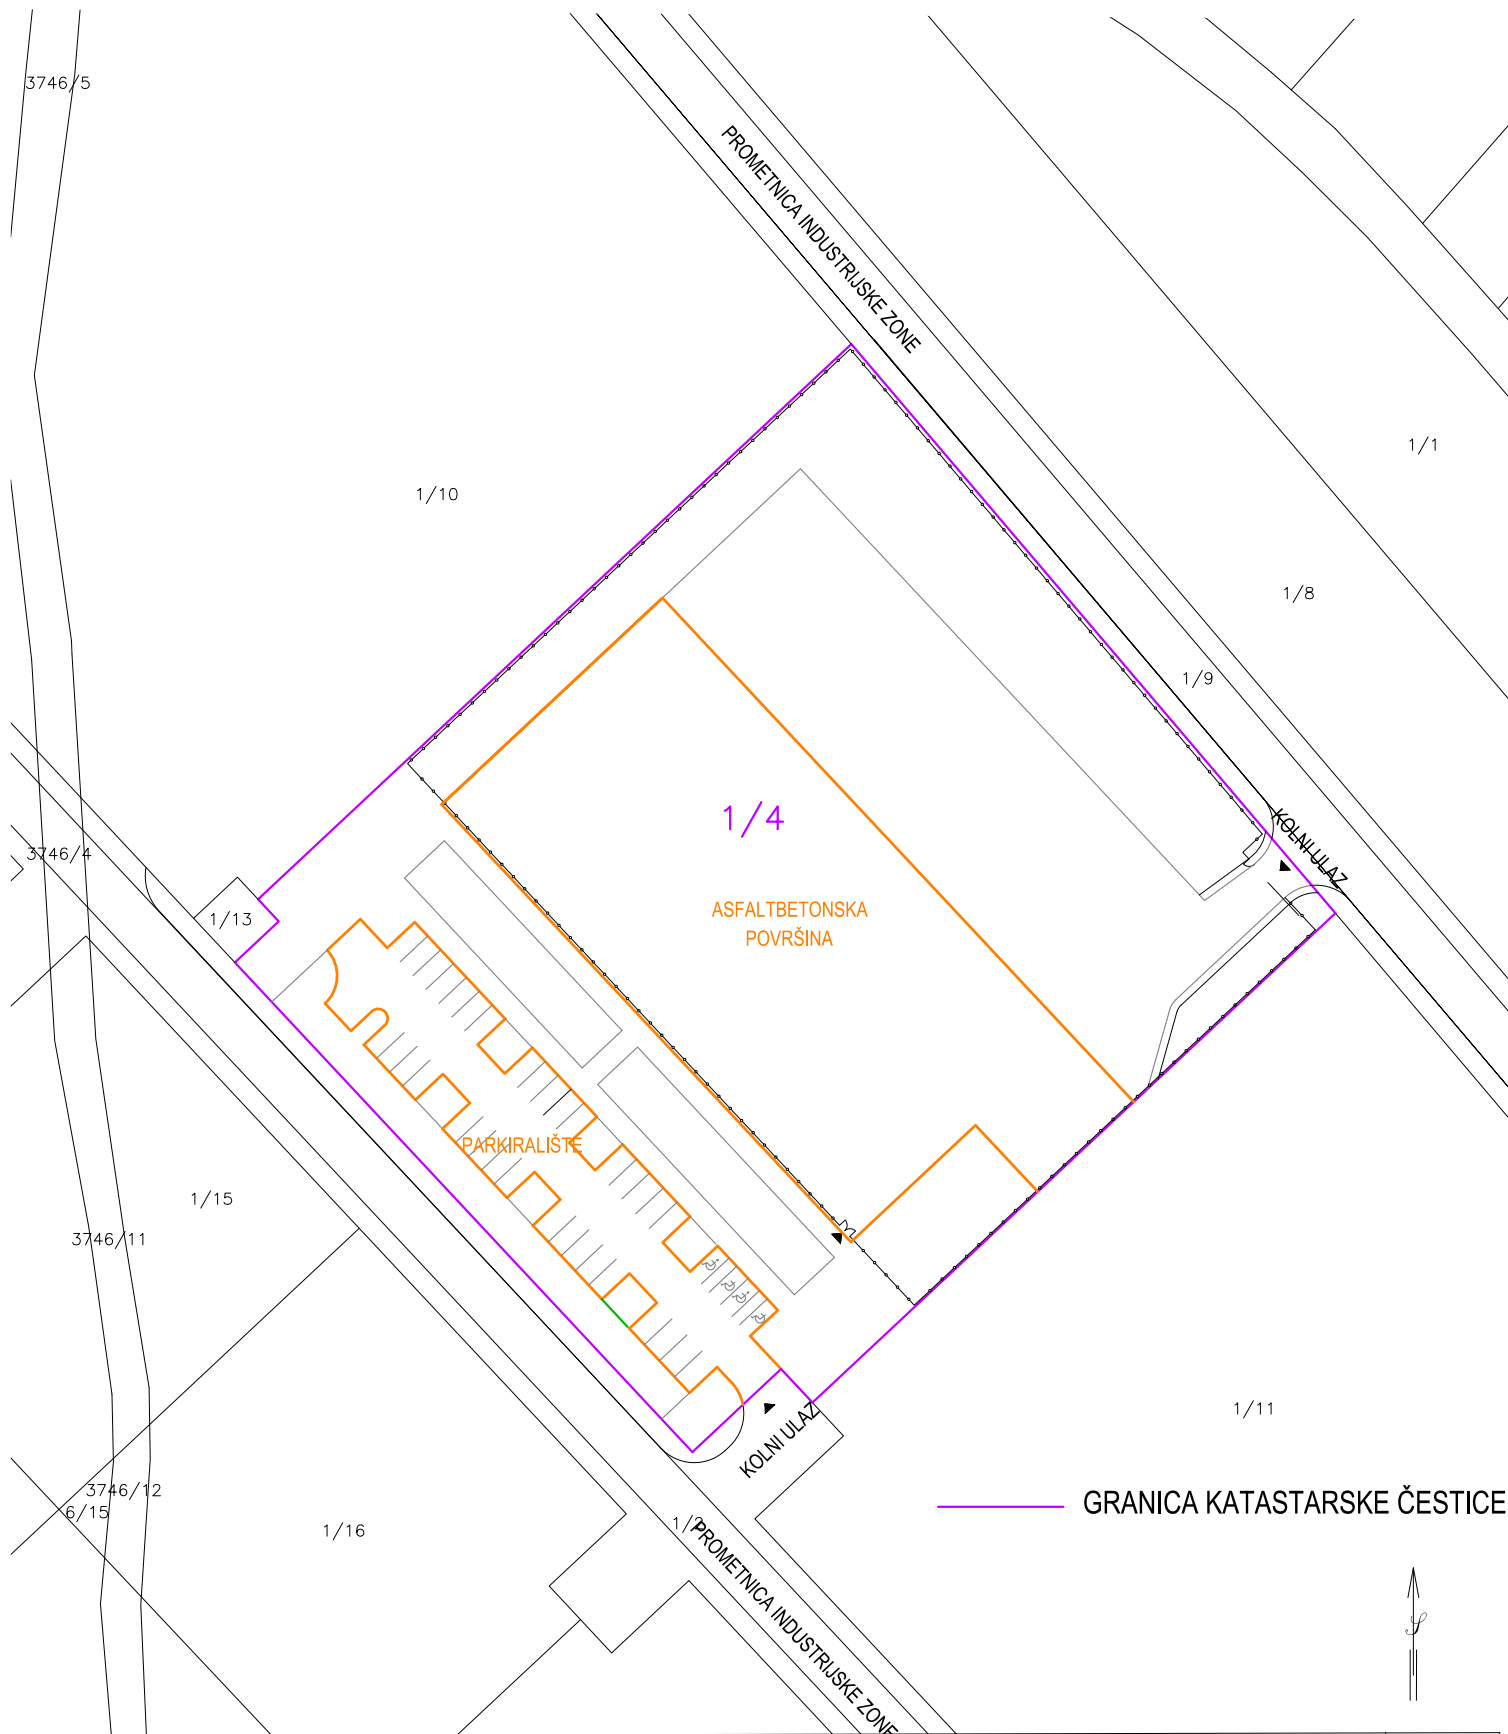 3746/5
PROMETNICA INDUSTRIJSKE ZONE
1/1
1/10
1/8
1/9
1/4
KOLNI ULAZ
3746/4
1/13
ASFALTBETONSKA
POVRŠINA
PARKIRALIŠTE
1/15
3746/11
1/11
KOLNI ULAZ
3746/12
6/15
GRANICA KATASTARSKE ČESTICE
1/16
PROMETNICA INDUSTRIJSKE ZONE
S